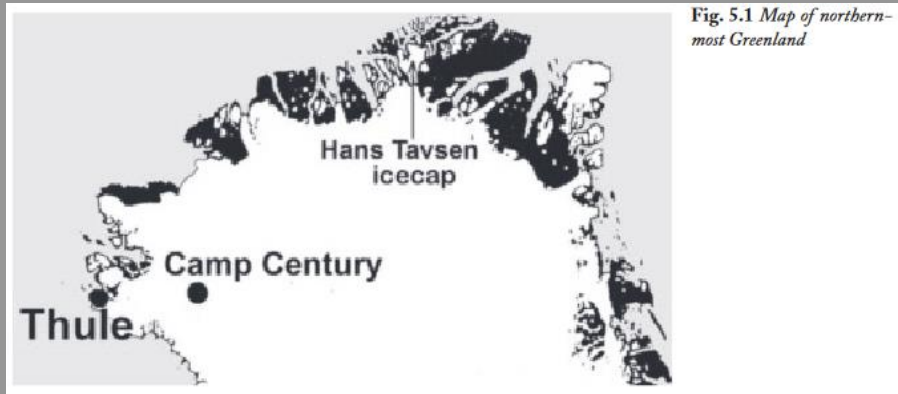 Fig. 5.1 Map of northern-
most Greenland
Hans Tavsen
icecap
Camp Century
Thule